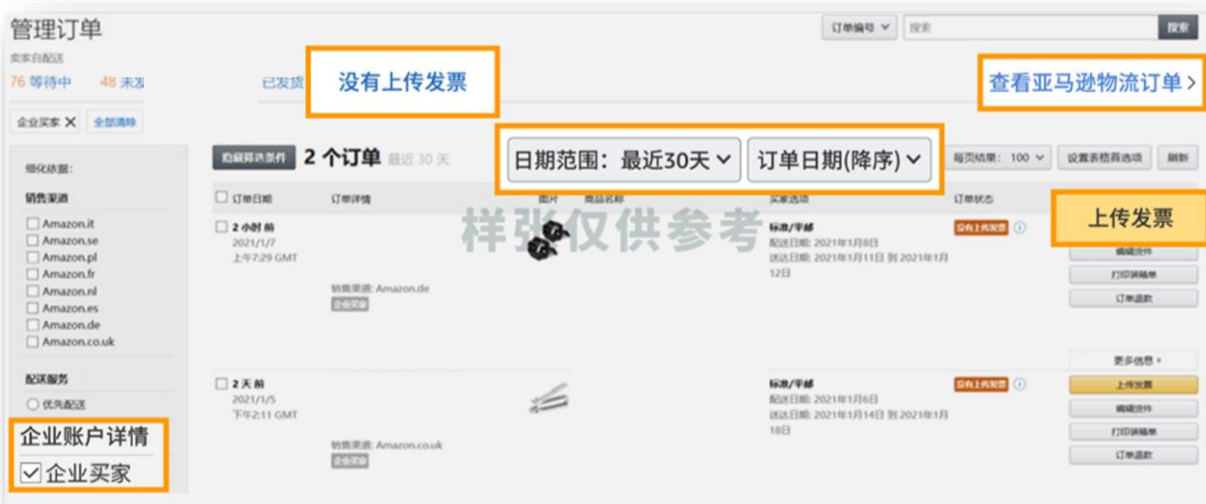 管理订单
订单编号
搜索
搜索
卖家自配送
76 等待中 48 未发
已发货
没有上传发票
查看亚马逊物流订单
企业买家 X 全部清除
细化依据:
隐藏筛选条件 2 个订单 最近 30 天
日期范围：最近30天 订单日期(降序)
每页结果: 100 设置表格首选项 刷新
销售渠道
Amazon.it
Amazon.se
Amazon.pl
Amazon.fr
Amazon.nl
Amazon.es
Amazon.de
Amazon.co.uk
配送服务
优先配送
企业账户详情
企业买家
订单日期 订单详情 图片 商品名称 买家选项 订单状态
样张仅供参考
2 小时 前
2021/1/7
上午7:29 GMT
销售渠道: Amazon.de
企业买家
标准/平邮
配送日期: 2021年1月8日
送达日期: 2021年1月11日 到 2021年1月
12日
没有上传发票
上传发票
编辑货件
打印装箱单
订单退款
2 天 前
2021/1/5
下午2:11 GMT
销售渠道: Amazon.co.uk
企业买家
标准/平邮
配送日期: 2021年1月6日
送达日期: 2021年1月14日 到 2021年1月
18日
没有上传发票
更多信息
上传发票
编辑货件
打印装箱单
订单退款